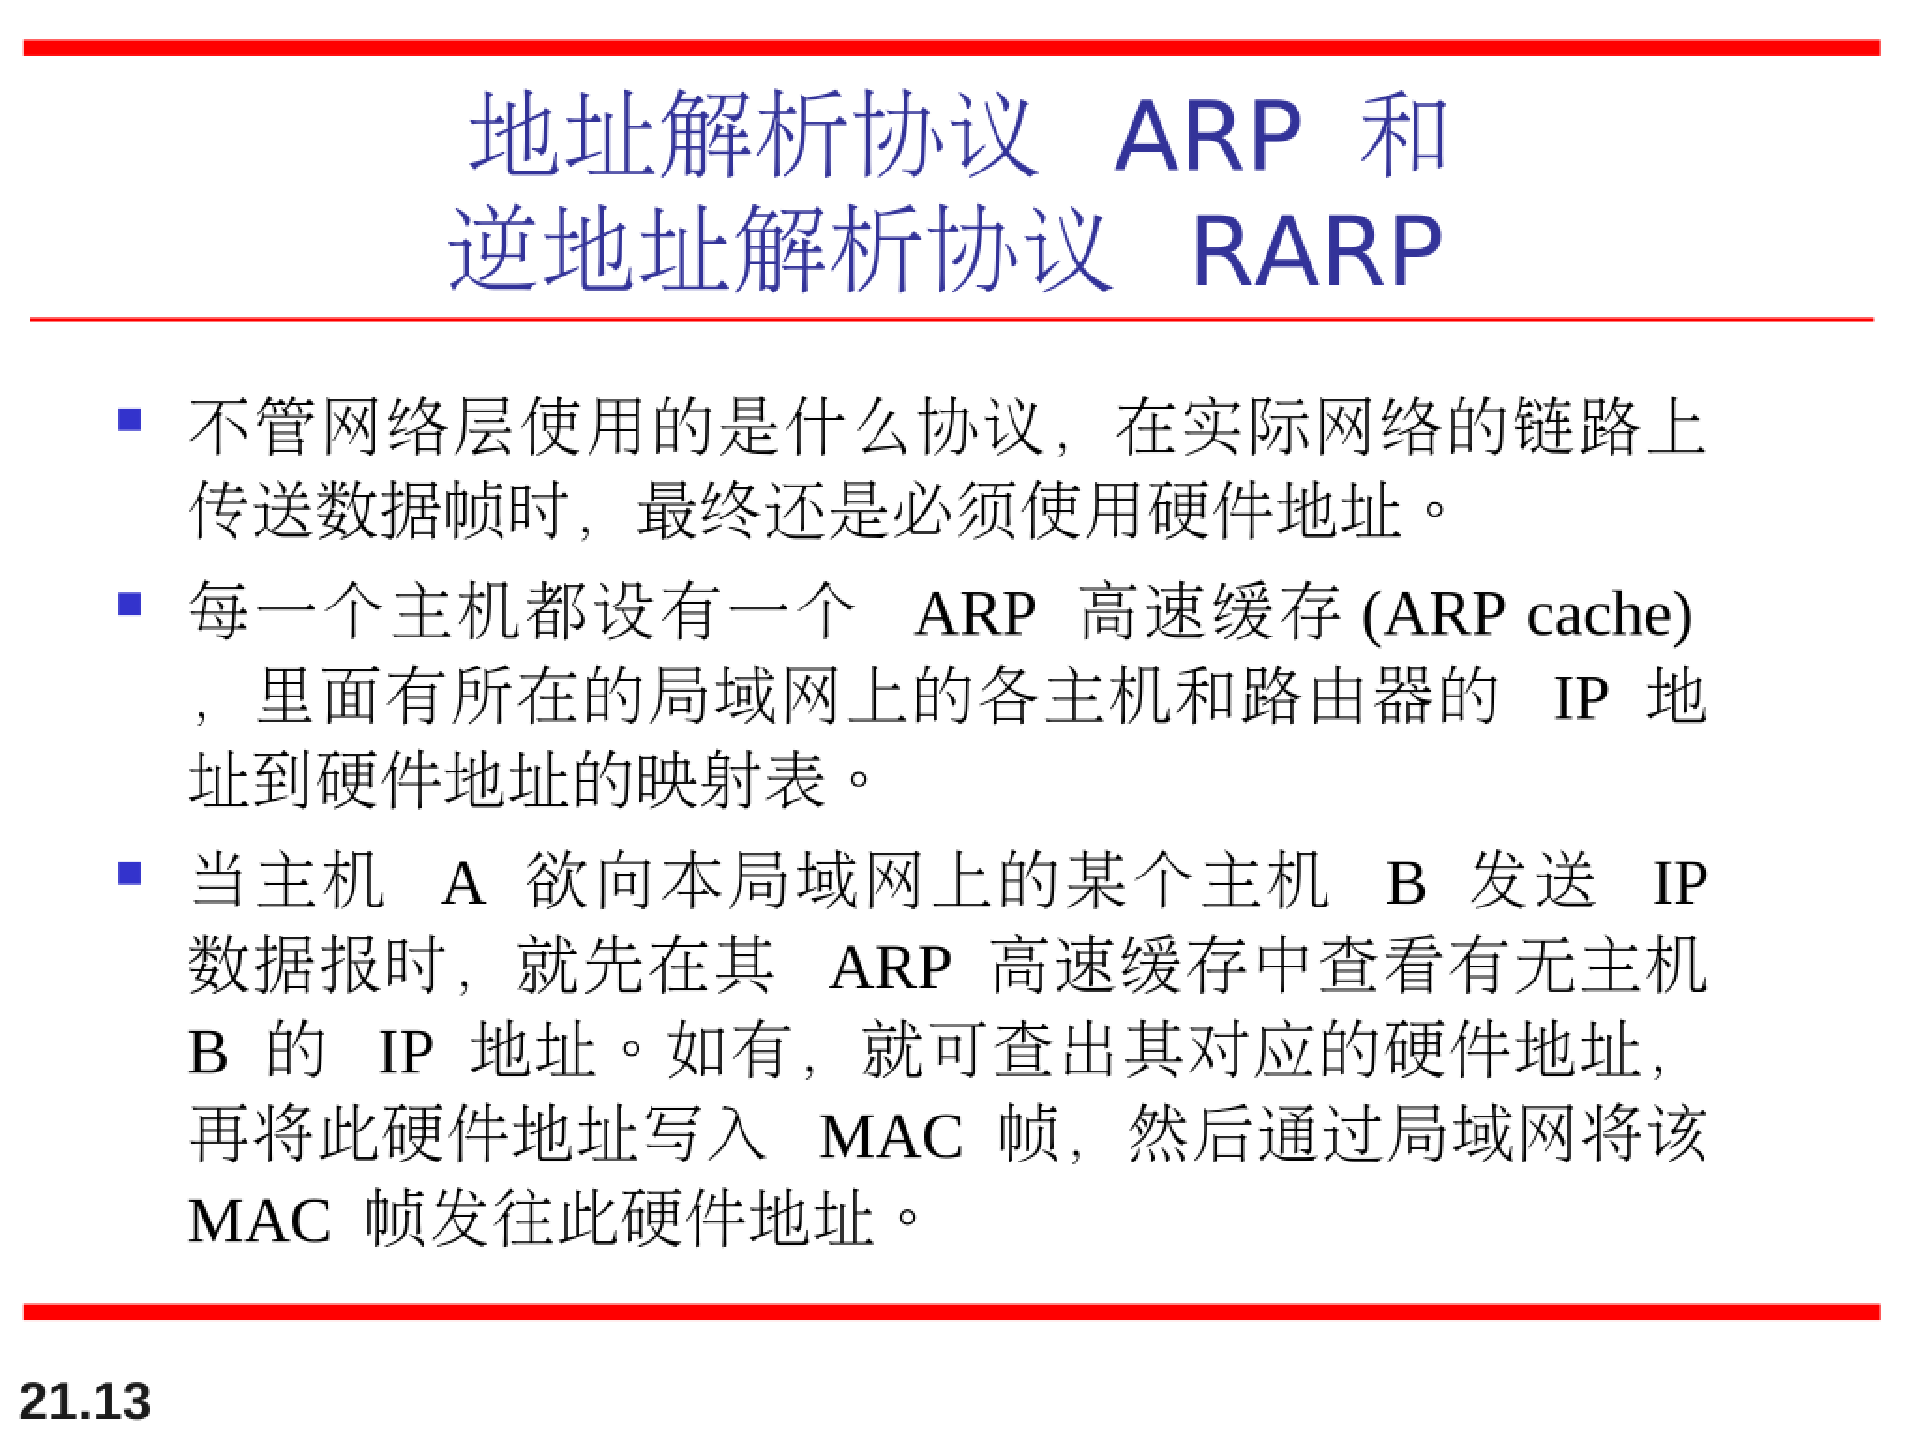 地址解析协议 ARP 和
逆地址解析协议 RARP
不管网络层使用的是什么协议，在实际网络的链路上
传送数据帧时，最终还是必须使用硬件地址。
每一个主机都设有一个 ARP 高速缓存 (ARP cache)
，里面有所在的局域网上的各主机和路由器的 IP 地
址到硬件地址的映射表。
当主机 A 欲向本局域网上的某个主机 B 发送 IP
数据报时，就先在其 ARP 高速缓存中查看有无主机
B 的 IP 地址。如有，就可查出其对应的硬件地址，
再将此硬件地址写入 MAC 帧，然后通过局域网将该
MAC 帧发往此硬件地址。
21.13